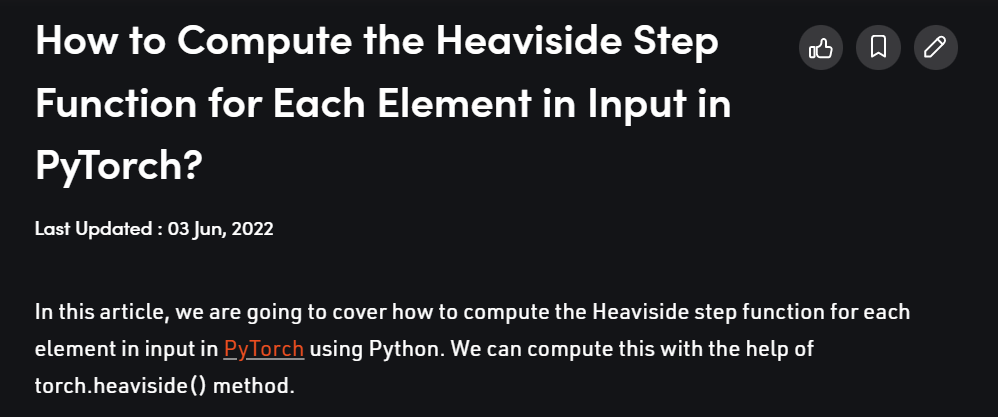 How to Compute the Heaviside Step
Function for Each Element in Input in
PyTorch?
Last Updated : 03 Jun, 2022
In this article, we are going to cover how to compute the Heaviside step function for each
element in input in PyTorch using Python. We can compute this with the help of
torch.heaviside() method.